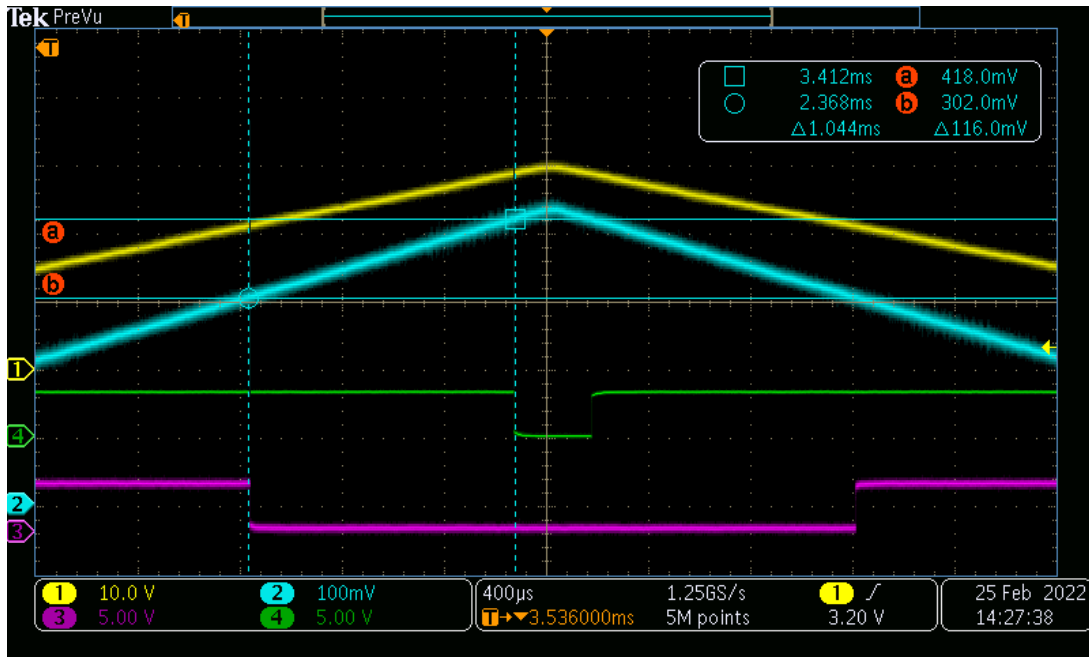 Tek PreVu
T
T
3.412ms a 418.0mV
2.368ms b 302.0mV
△1.044ms △116.0mV
a
b
1
4
2
3
1 10.0 V 2 100mV 400µs 1.25GS/s 1 3.20 V 25 Feb 2022
3 5.00 V 4 5.00 V T→▼3.536000ms 5M points 14:27:38